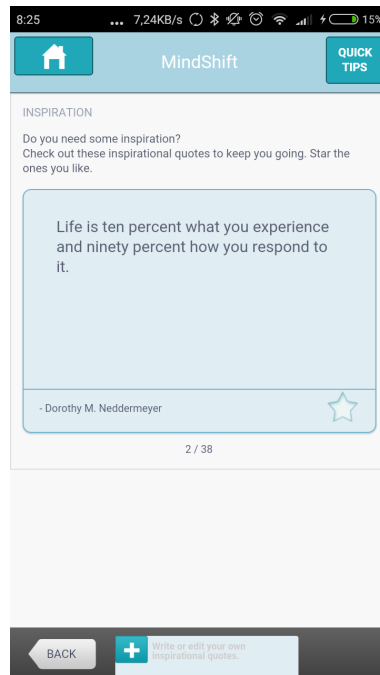 8:25 ... 7,24KB/s 15%
MindShift
QUICK
TIPS
INSPIRATION
Do you need some inspiration?
Check out these inspirational quotes to keep you going. Star the
ones you like.
Life is ten percent what you experience
and ninety percent how you respond to
it.
- Dorothy M. Neddermeyer
2 / 38
BACK
Write or edit your own
inspirational quotes.